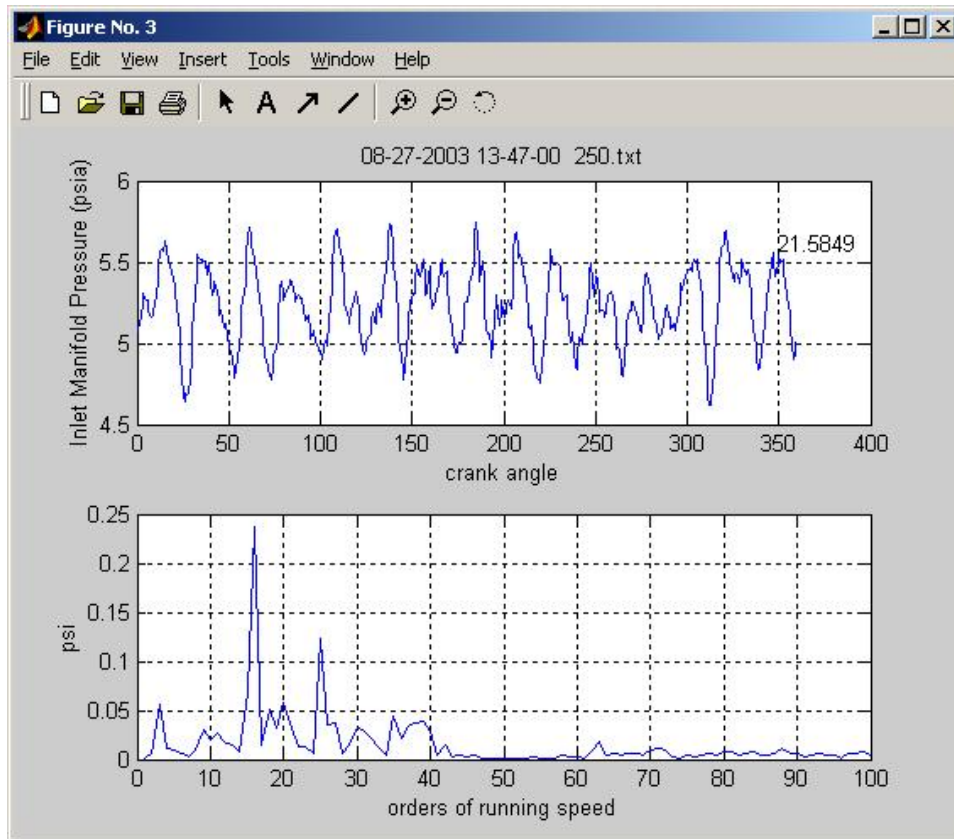 Figure No. 3
File Edit View Insert Tools Window Help
A
08-27-2003 13-47-00 250.txt
Inlet Manifold Pressure (psia)
6
5.5
5
4.5
21.5849
0 50 100 150 200 250 300 350 400
crank angle
psi
0.25
0.2
0.15
0.1
0.05
0
0 10 20 30 40 50 60 70 80 90 100
orders of running speed